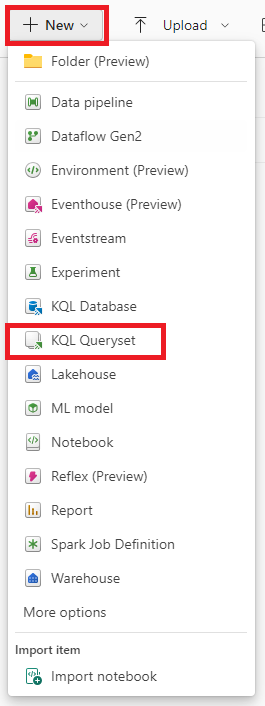 New
Upload
Folder (Preview)
Data pipeline
Dataflow Gen2
Environment (Preview)
Eventhouse (Preview)
Eventstream
Experiment
KQL Database
KQL Queryset
Lakehouse
ML model
Notebook
Reflex (Preview)
Report
Spark Job Definition
Warehouse
More options
Import item
Import notebook